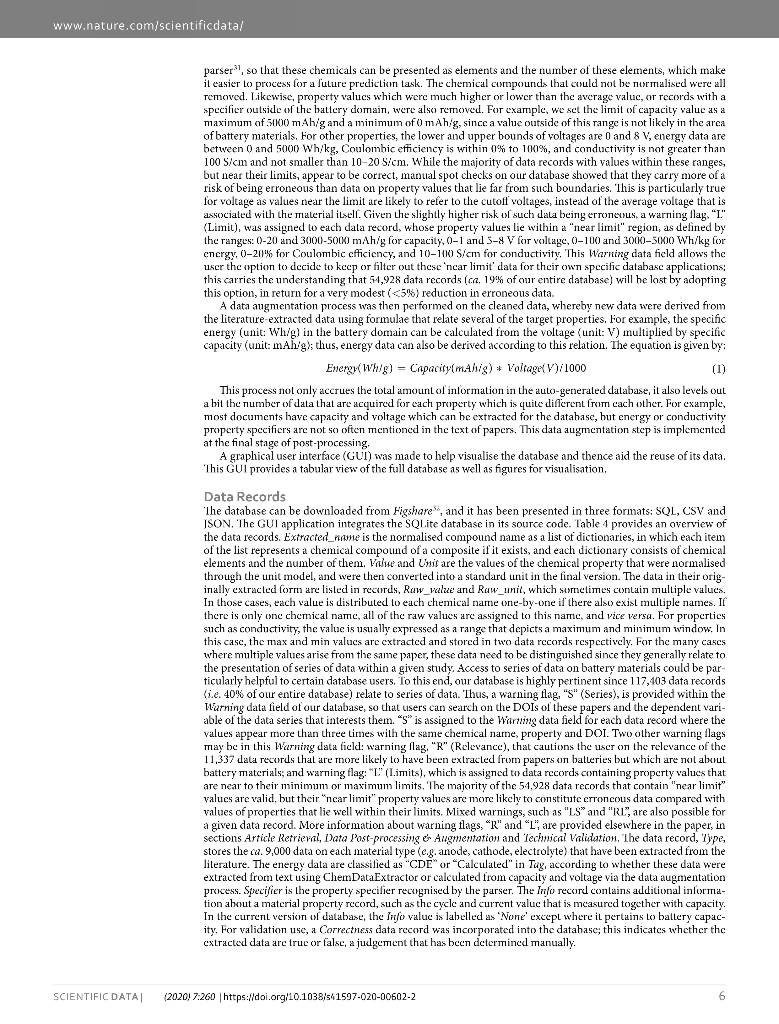 www.nature.com/scientificdata/
parser³¹, so that these chemicals can be presented as elements and the number of these elements, which make
it easier to process for a future prediction task. The chemical compounds that could not be normalised were all
removed. Likewise, property values which were much higher or lower than the average value, or records with a
specifier outside of the battery domain, were also removed. For example, we set the limit of capacity value as a
maximum of 5000 mAh/g and a minimum of 0 mAh/g, since a value outside of this range is not likely in the area
of battery materials. For other properties, the lower and upper bounds of voltages are 0 and 8 V, energy data are
between 0 and 5000 Wh/kg, Coulombic efficiency is within 0% to 100%, and conductivity is not greater than
100 S/cm and not smaller than 10–20 S/cm. While the majority of data records with values within these ranges,
but near their limits, appear to be correct, manual spot checks on our database showed that they carry more of a
risk of being erroneous than data on property values that lie far from such boundaries. This is particularly true
for voltage as values near the limit are likely to refer to the cutoff voltages, instead of the average voltage that is
associated with the material itself. Given the slightly higher risk of such data being erroneous, a warning flag, “L”
(Limit), was assigned to each data record, whose property values lie within a “near limit” region, as defined by
the ranges: 0-20 and 3000-5000 mAh/g for capacity, 0–1 and 5–8 V for voltage, 0–100 and 3000–5000 Wh/kg for
energy, 0–20% for Coulombic efficiency, and 10–100 S/cm for conductivity. This Warning data field allows the
user the option to decide to keep or filter out these ‘near limit’ data for their own specific database applications;
this carries the understanding that 54,928 data records (ca. 19% of our entire database) will be lost by adopting
this option, in return for a very modest (<5%) reduction in erroneous data.
A data augmentation process was then performed on the cleaned data, whereby new data were derived from
the literature-extracted data using formulae that relate several of the target properties. For example, the specific
energy (unit: Wh/g) in the battery domain can be calculated from the voltage (unit: V) multiplied by specific
capacity (unit: mAh/g); thus, energy data can also be derived according to this relation. The equation is given by:
Energy(Wh/g) = Capacity(mAh/g) ∗ Voltage(V)/1000 (1)
This process not only accrues the total amount of information in the auto-generated database, it also levels out
a bit the number of data that are acquired for each property which is quite different from each other. For example,
most documents have capacity and voltage which can be extracted for the database, but energy or conductivity
property specifiers are not so often mentioned in the text of papers. This data augmentation step is implemented
at the final stage of post-processing.
A graphical user interface (GUI) was made to help visualise the database and thence aid the reuse of its data.
This GUI provides a tabular view of the full database as well as figures for visualisation.
Data Records
The database can be downloaded from Figshare³², and it has been presented in three formats: SQL, CSV and
JSON. The GUI application integrates the SQLite database in its source code. Table 4 provides an overview of
the data records. Extracted_name is the normalised compound name as a list of dictionaries, in which each item
of the list represents a chemical compound of a composite if it exists, and each dictionary consists of chemical
elements and the number of them. Value and Unit are the values of the chemical property that were normalised
through the unit model, and were then converted into a standard unit in the final version. The data in their orig-
inally extracted form are listed in records, Raw_value and Raw_unit, which sometimes contain multiple values.
In those cases, each value is distributed to each chemical name one-by-one if there also exist multiple names. If
there is only one chemical name, all of the raw values are assigned to this name, and vice versa. For properties
such as conductivity, the value is usually expressed as a range that depicts a maximum and minimum window. In
this case, the max and min values are extracted and stored in two data records respectively. For the many cases
where multiple values arise from the same paper, these data need to be distinguished since they generally relate to
the presentation of series of data within a given study. Access to series of data on battery materials could be par-
ticularly helpful to certain database users. To this end, our database is highly pertinent since 117,403 data records
(i.e. 40% of our entire database) relate to series of data. Thus, a warning flag, “S” (Series), is provided within the
Warning data field of our database, so that users can search on the DOIs of these papers and the dependent vari-
able of the data series that interests them. “S” is assigned to the Warning data field for each data record where the
values appear more than three times with the same chemical name, property and DOI. Two other warning flags
may be in this Warning data field: warning flag, “R” (Relevance), that cautions the user on the relevance of the
11,337 data records that are more likely to have been extracted from papers on batteries but which are not about
battery materials; and warning flag: “L” (Limits), which is assigned to data records containing property values that
are near to their minimum or maximum limits. The majority of the 54,928 data records that contain “near limit”
values are valid, but their “near limit” property values are more likely to constitute erroneous data compared with
values of properties that lie well within their limits. Mixed warnings, such as “LS” and “RL”, are also possible for
a given data record. More information about warning flags, “R” and “L”, are provided elsewhere in the paper, in
sections Article Retrieval, Data Post-processing & Augmentation and Technical Validation. The data record, Type,
stores the ca. 9,000 data on each material type (e.g. anode, cathode, electrolyte) that have been extracted from the
literature. The energy data are classified as “CDE” or “Calculated” in Tag, according to whether these data were
extracted from text using ChemDataExtractor or calculated from capacity and voltage via the data augmentation
process. Specifier is the property specifier recognised by the parser. The Info record contains additional informa-
tion about a material property record, such as the cycle and current value that is measured together with capacity.
In the current version of database, the Info value is labelled as ‘None’ except where it pertains to battery capac-
ity. For validation use, a Correctness data record was incorporated into the database; this indicates whether the
extracted data are true or false, a judgement that has been determined manually.
SCIENTIFIC DATA | (2020) 7:260 | https://doi.org/10.1038/s41597-020-00602-2 6